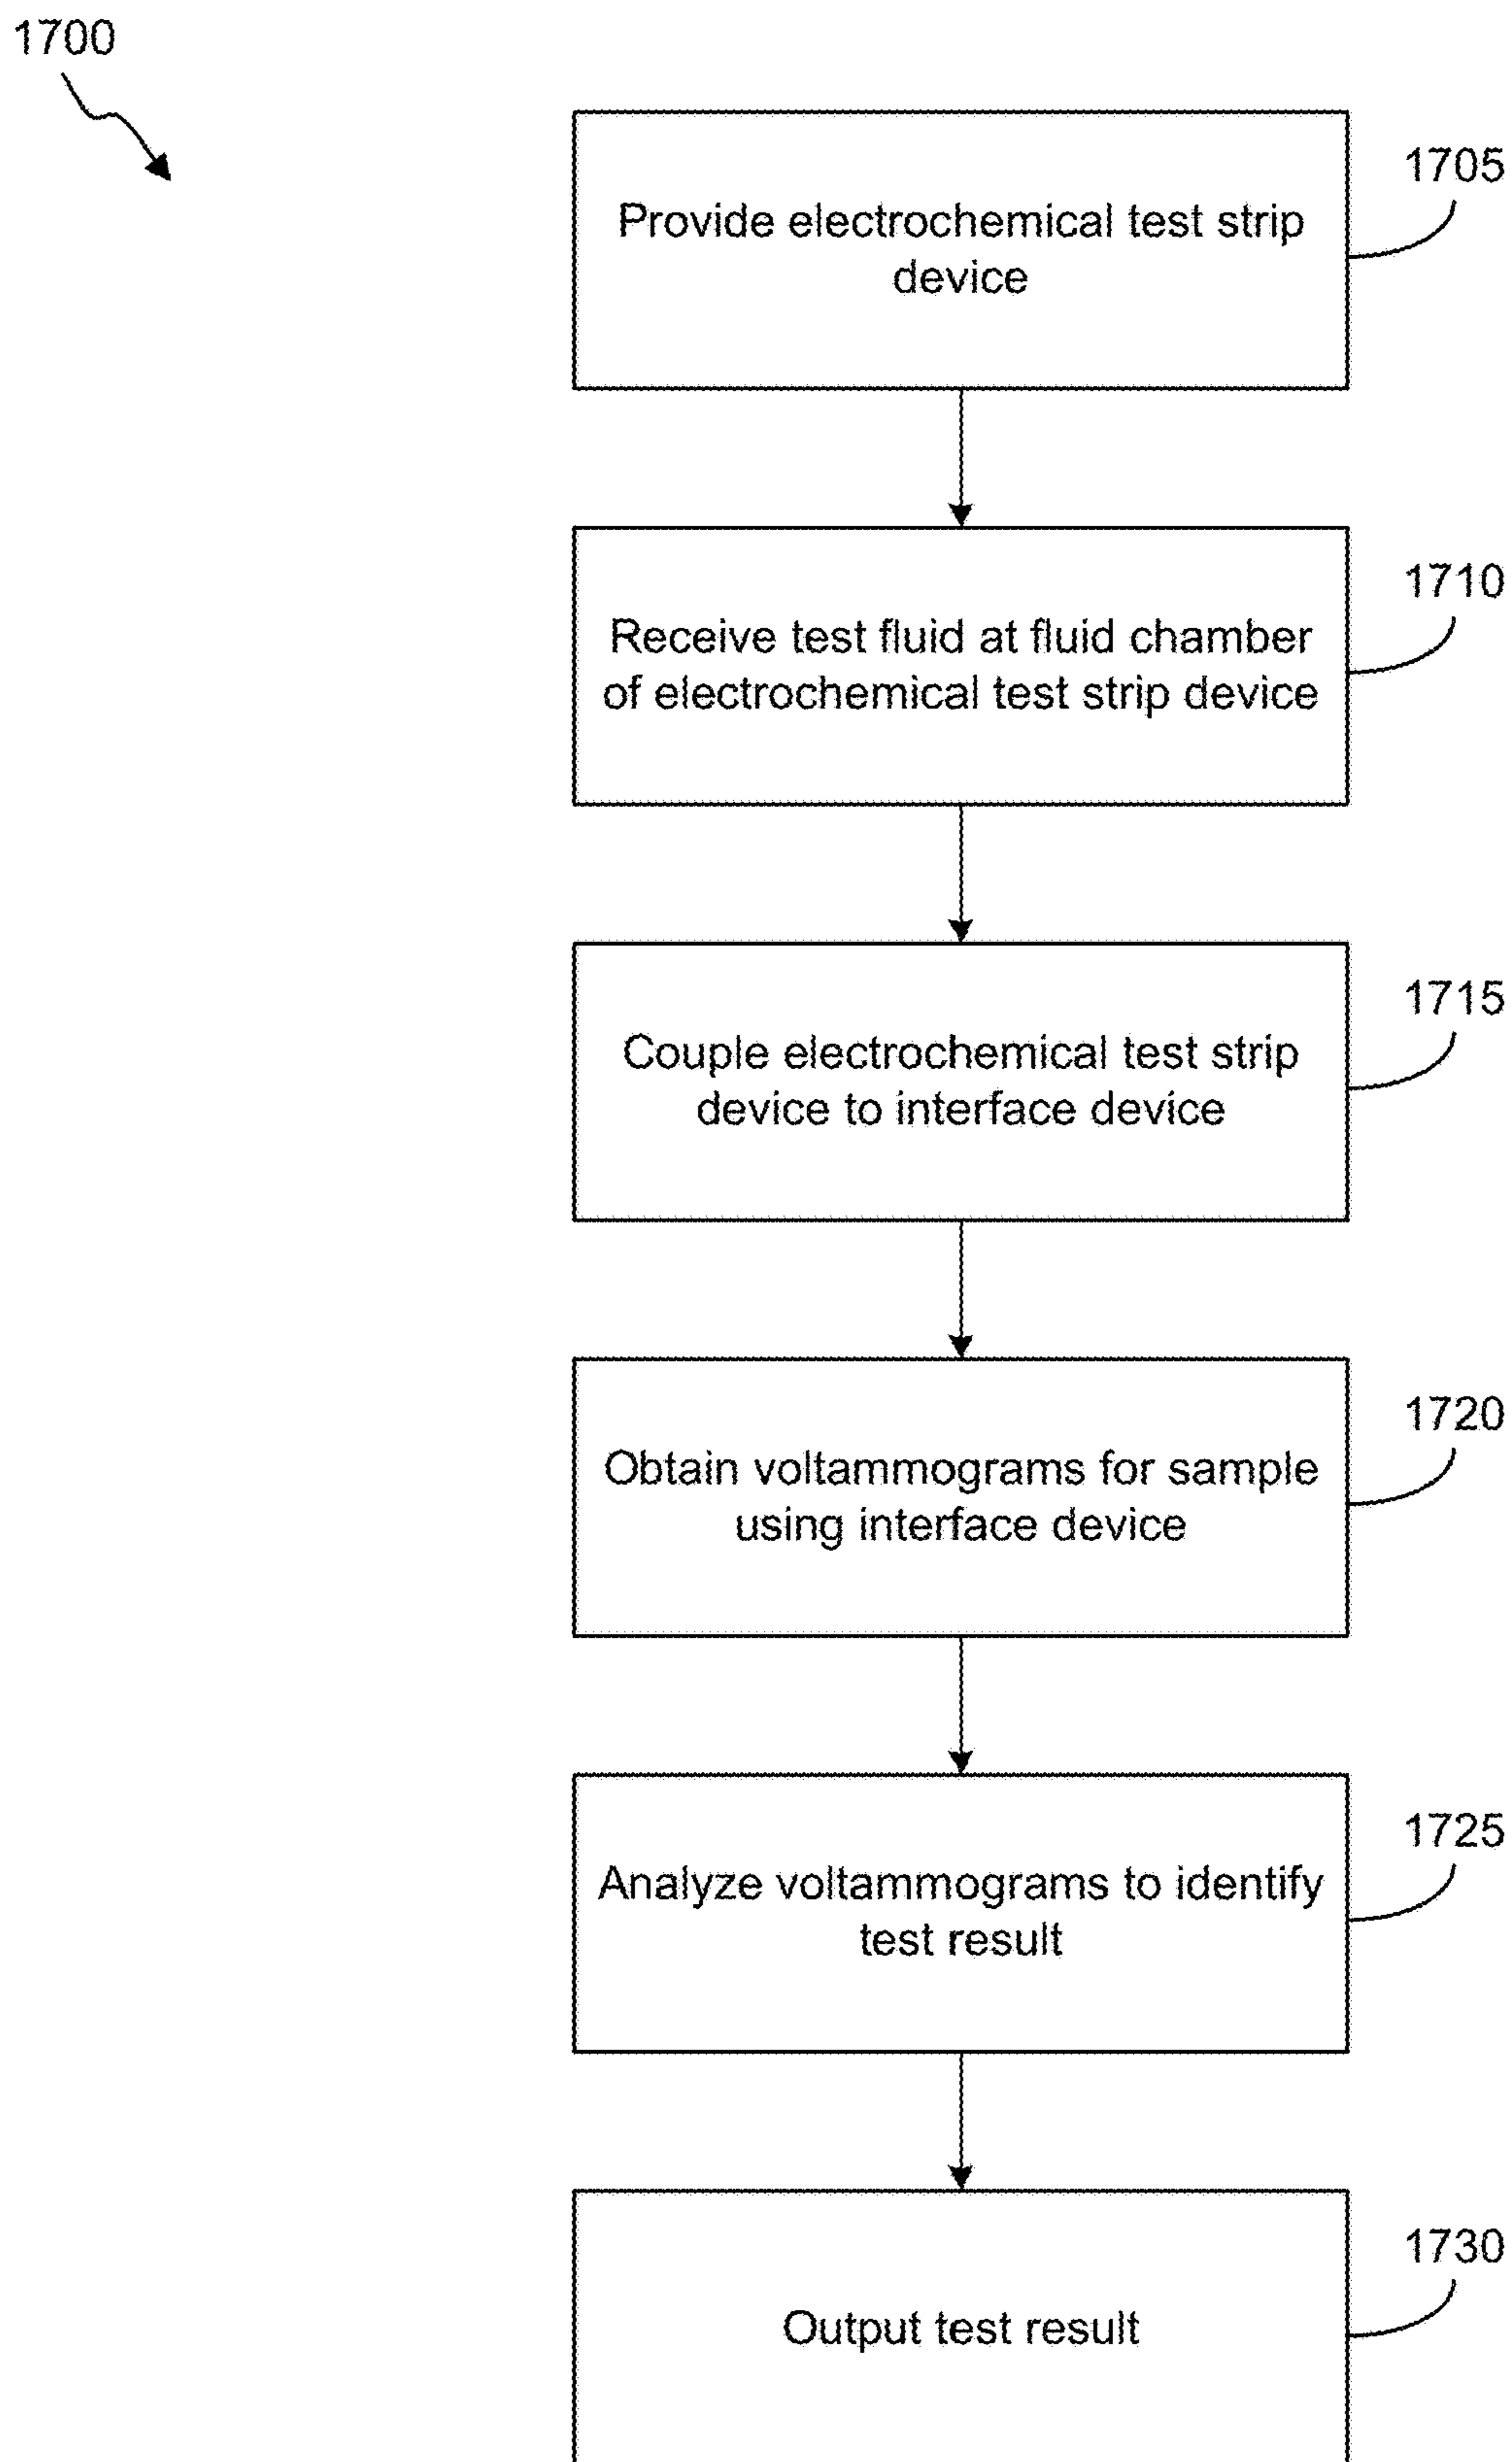 1700
1705
Provide electrochemical test strip
device
1710
Receive test fluid at fluid chamber
of electrochemical test strip device
1715
Couple electrochemical test strip
device to interface device
1720
Obtain voltammograms for sample
using interface device
1725
Analyze voltammograms to identify
test result
1730
Output test result